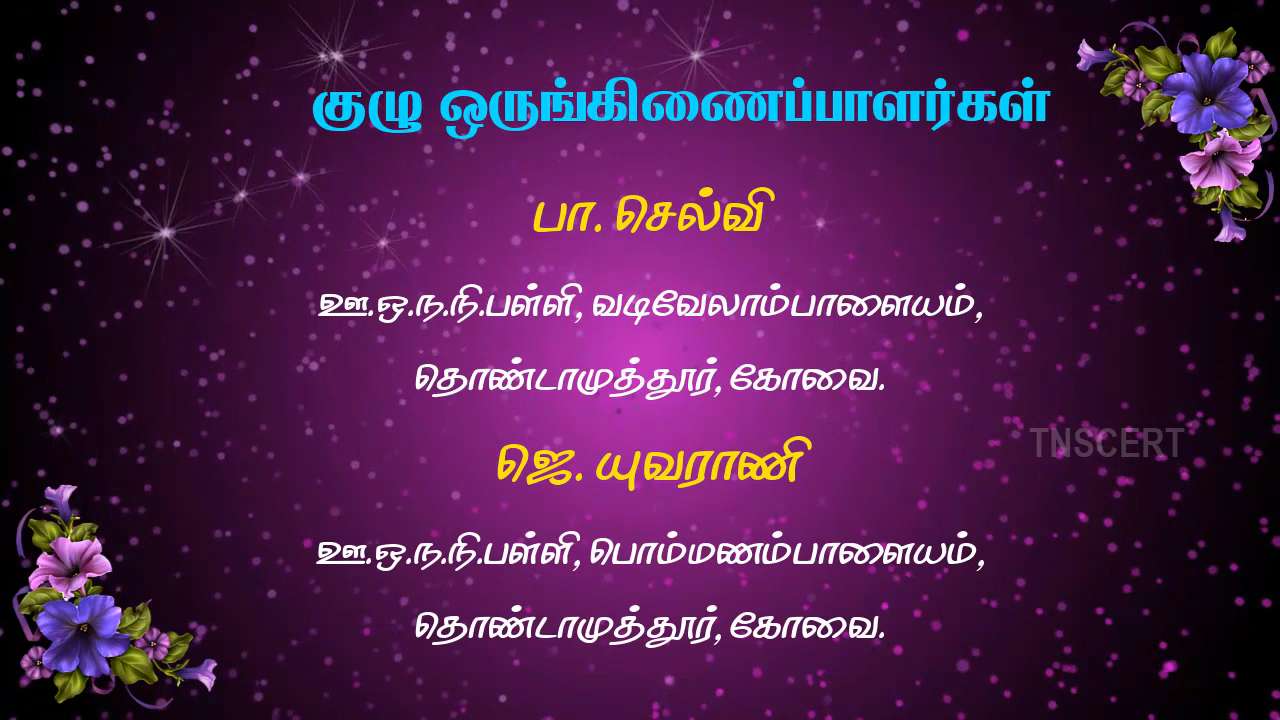 குழு ஒருங்கிணைப்பாளர்கள்
பா. செல்வி
ஊ.ஒ.ந.நி.பள்ளி, வடிவேலாம்பாளையம்,
தொண்டாமுத்தூர், கோவை.
TNSCERT
ஜெ. யுவராணி
ஊ.ஒ.ந.நி.பள்ளி, பொம்மணம்பாளையம்,
தொண்டாமுத்தூர், கோவை.